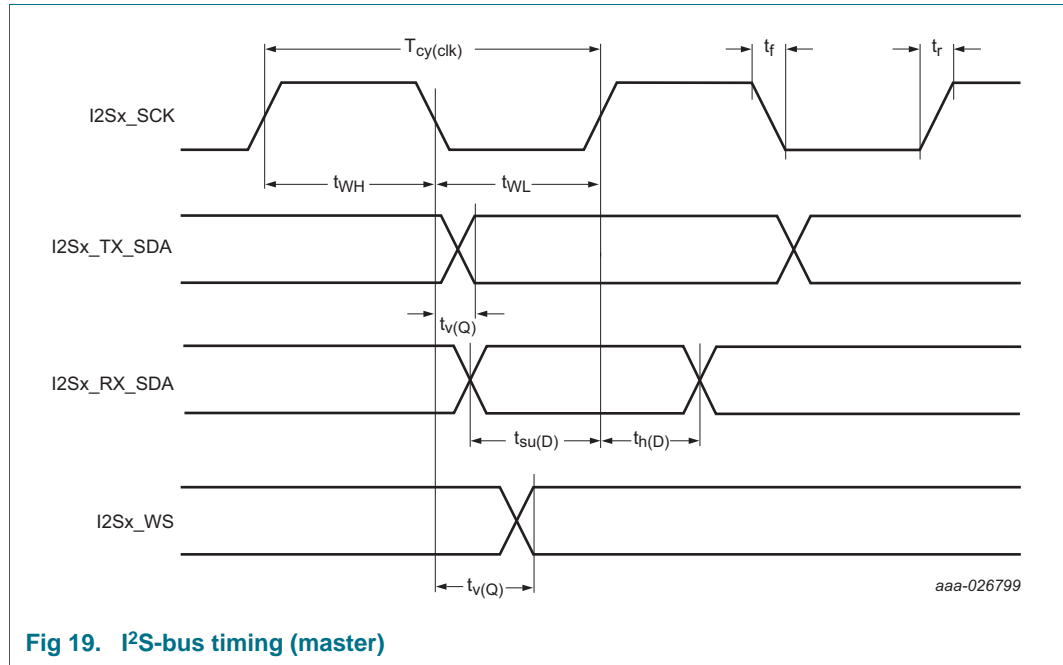 Tcy(clk)
tf
tr
I2Sx_SCK
tWH
tWL
I2Sx_TX_SDA
tv(Q)
I2Sx_RX_SDA
tsu(D)
th(D)
I2Sx_WS
tv(Q)
aaa-026799
Fig 19. I²S-bus timing (master)